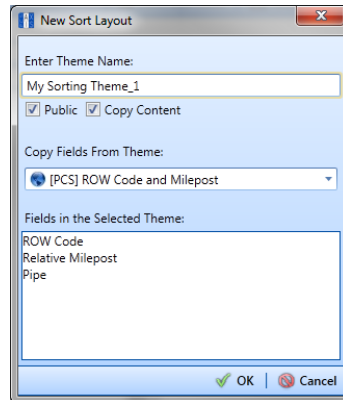 New Sort Layout
Enter Theme Name:
My Sorting Theme_1
Public Copy Content
Copy Fields From Theme:
[PCS] ROW Code and Milepost
Fields in the Selected Theme:
ROW Code
Relative Milepost
Pipe
OK | Cancel